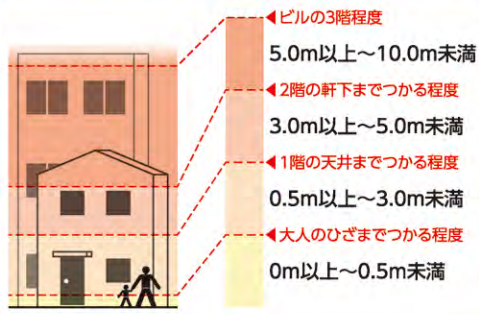 ビルの3階程度
5.0m以上～10.0m未満
2階の軒下までつかる程度
3.0m以上～5.0m未満
1階の天井までつかる程度
0.5m以上～3.0m未満
大人のひざまでつかる程度
0m以上～0.5m未満